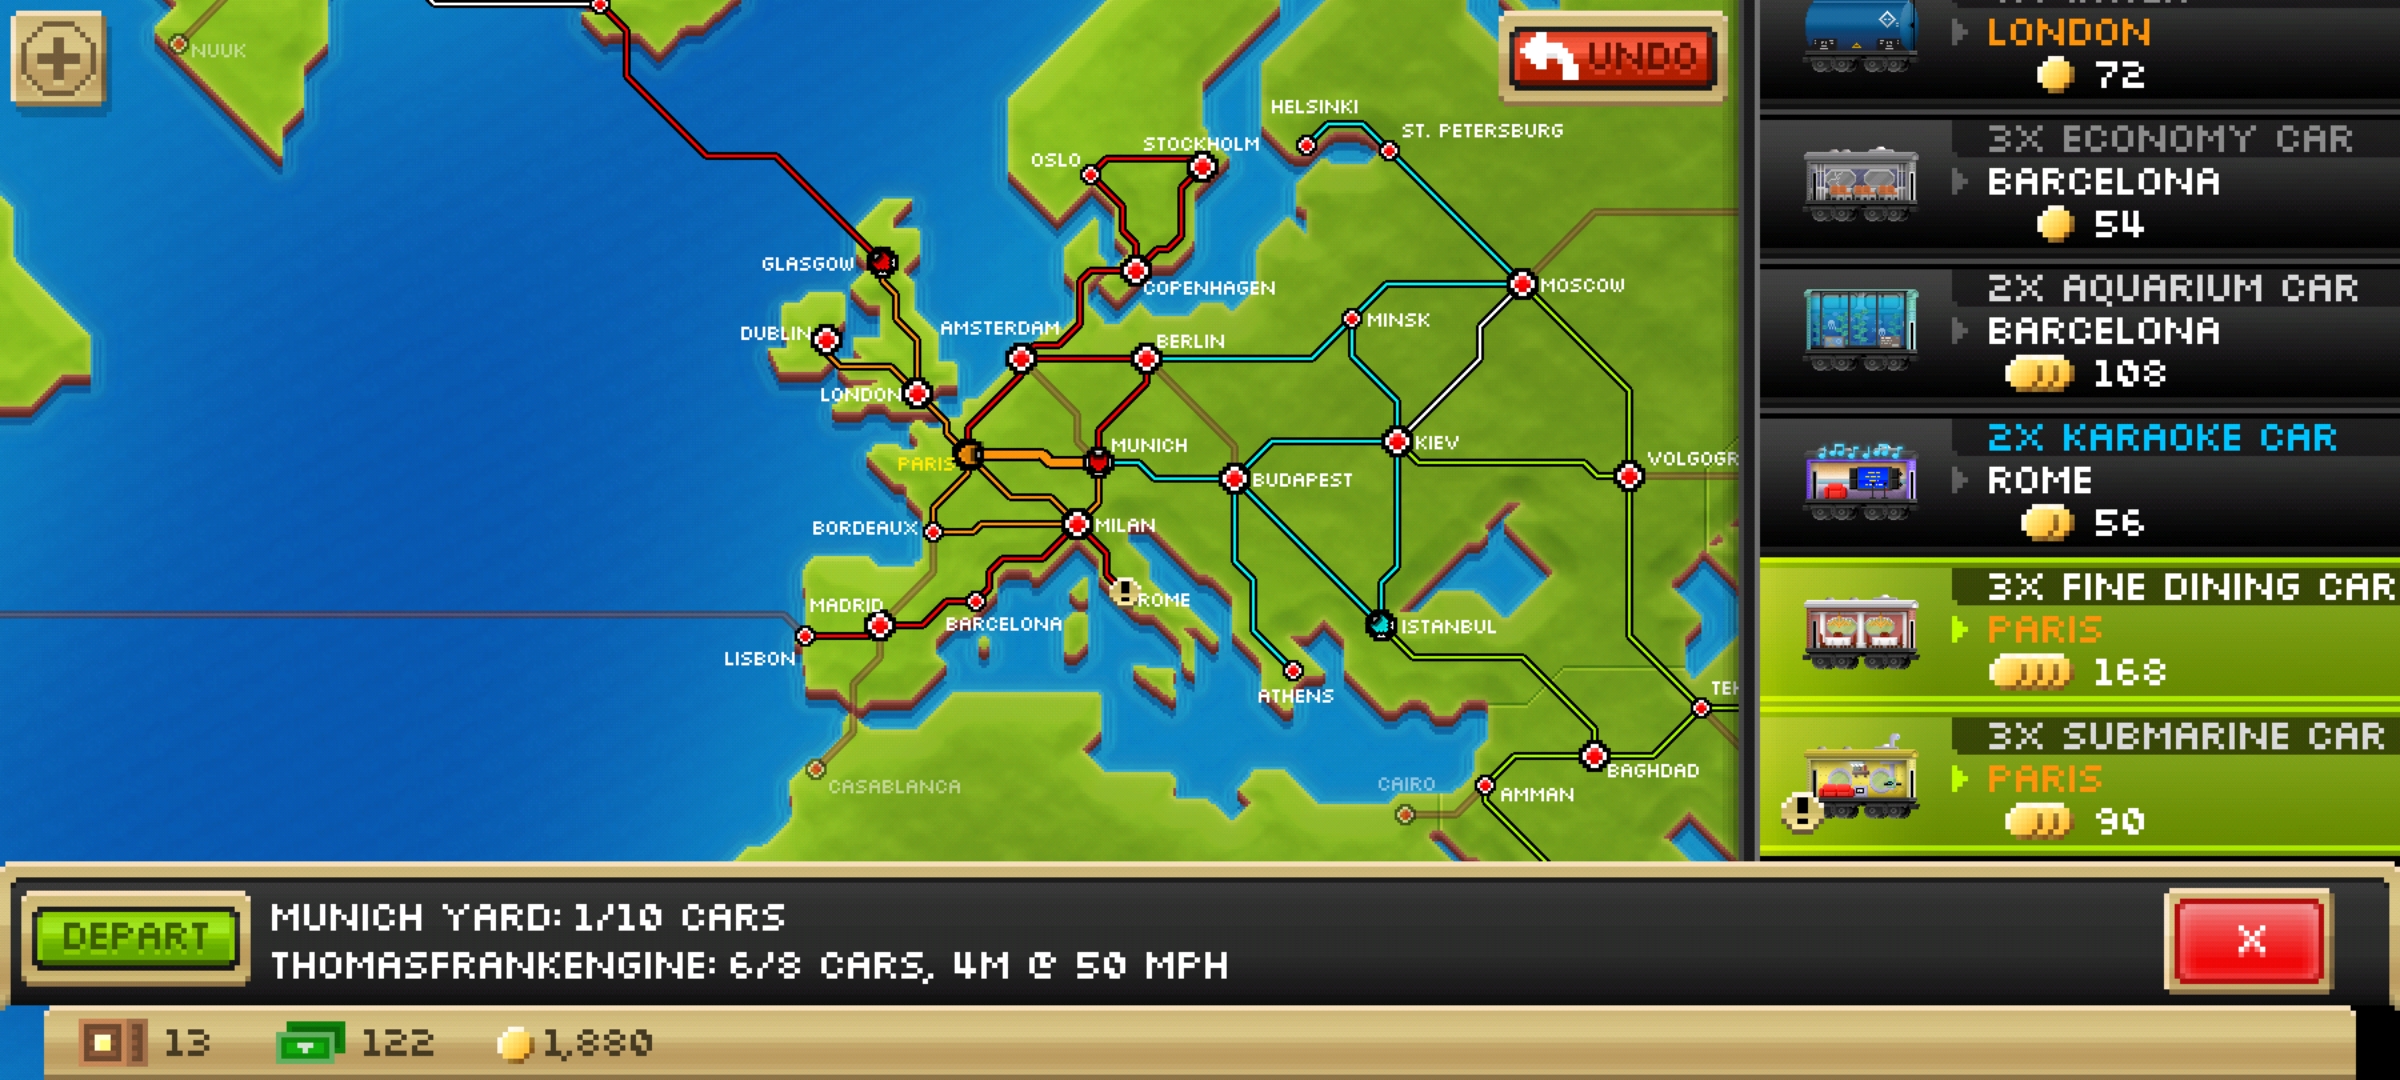 NUUK
UNDO
HELSINKI
ST. PETERSBURG
STOCKHOLM
OSLO
GLASGOW
COPENHAGEN
MOSCOW
DUBLIN
AMSTERDAM
BERLIN
MINSK
LONDON
PARIS
MUNICH
KIEV
VOLGOGR
BUDAPEST
BORDEAUX
MILAN
MADRID
ROME
BARCELONA
ISTANBUL
LISBON
ATHENS
TEH
CASABLANCA
CAIRO
BAGHDAD
AMMAN
LONDON
72
3X ECONOMY CAR
BARCELONA
54
2X AQUARIUM CAR
BARCELONA
108
2X KARAOKE CAR
ROME
56
3X FINE DINING CAR
PARIS
168
3X SUBMARINE CAR
PARIS
90
DEPART
MUNICH YARD: 1/10 CARS
THOMASFRANKENGINE: 6/8 CARS, 4M @ 50 MPH
X
13
122
1,880